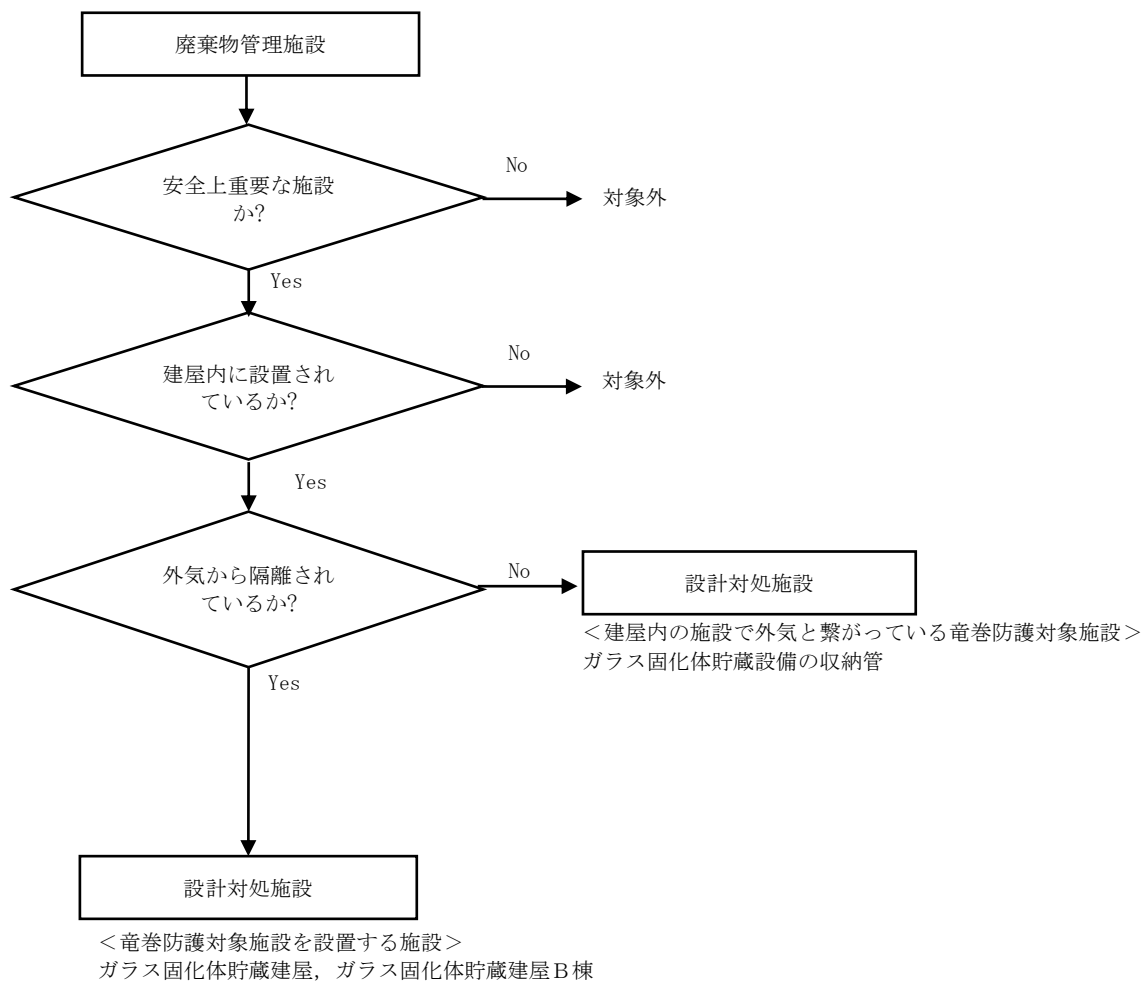 廃棄物管理施設
安全上重要な施設
か?
No
対象外
Yes
建屋内に設置され
ているか?
No
対象外
Yes
外気から隔離され
ているか?
No
設計対処施設
＜建屋内の施設で外気と繋がっている竜巻防護対象施設＞
ガラス固化体貯蔵設備の収納管
Yes
設計対処施設
＜竜巻防護対象施設を設置する施設＞
ガラス固化体貯蔵建屋，ガラス固化体貯蔵建屋Ｂ棟